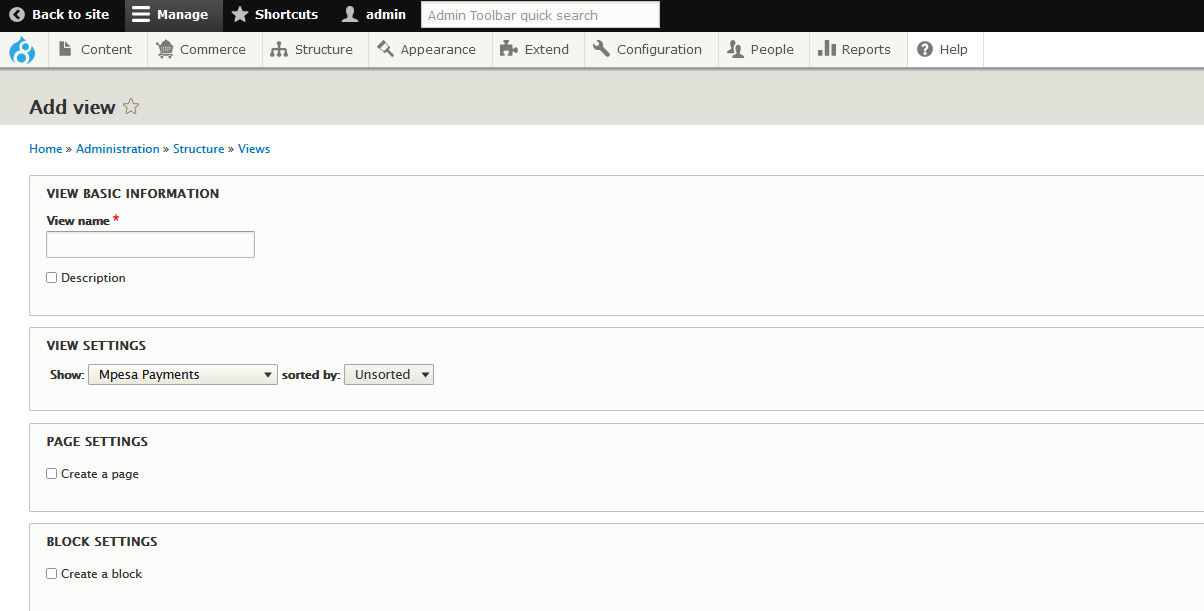 Back to site Manage Shortcuts admin Admin Toolbar quick search
Content Commerce Structure Appearance Extend Configuration People Reports Help
Add view
Home » Administration » Structure » Views
VIEW BASIC INFORMATION
View name *
Description
VIEW SETTINGS
Show: Mpesa Payments sorted by: Unsorted
PAGE SETTINGS
Create a page
BLOCK SETTINGS
Create a block